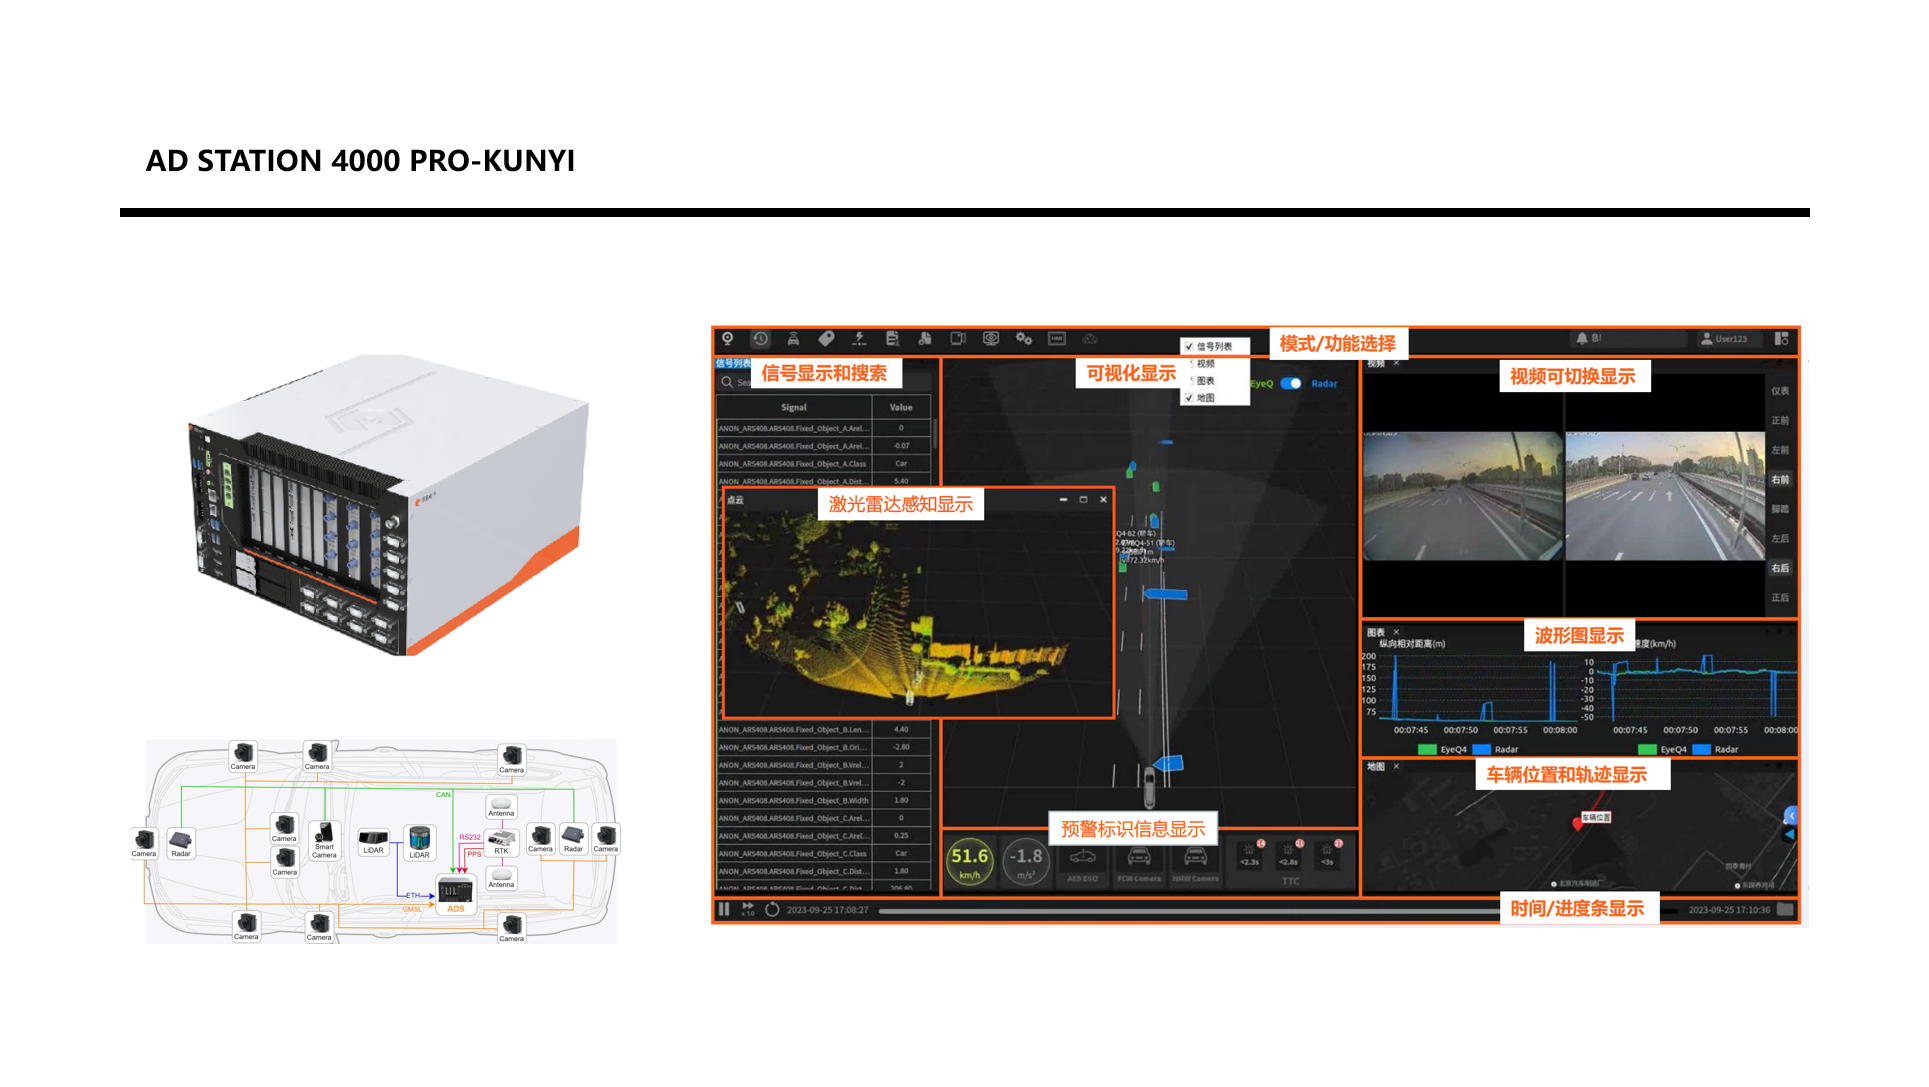 AD STATION 4000 PRO-KUNYI
模式/功能选择
User123
信号列表
视频
图表
地图
信号列表
信号显示和搜索
可视化显示
EyeQ
Radar
视频
视频可切换显示
Signal
Value
ANON_ARS408.ARS408.Fixed_Object_A.Arel...
0
ANON_ARS408.ARS408.Fixed_Object_A.Arel...
-0.07
ANON_ARS408.ARS408.Fixed_Object_A.Class
Car
ANON_ARS408.ARS408.Fixed_Object_A.Dist...
5.40
点云
激光雷达感知显示
仪表
正前
左前
右前
脚踏
左后
右后
正后
ANON_ARS408.ARS408.Fixed_Object_B.Len...
4.40
ANON_ARS408.ARS408.Fixed_Object_B.Ori...
-2.80
ANON_ARS408.ARS408.Fixed_Object_B.Vrel...
2
ANON_ARS408.ARS408.Fixed_Object_B.Vrel...
-2
ANON_ARS408.ARS408.Fixed_Object_B.Width
1.80
ANON_ARS408.ARS408.Fixed_Object_C.Arel...
0
ANON_ARS408.ARS408.Fixed_Object_C.Arel...
0.25
ANON_ARS408.ARS408.Fixed_Object_C.Class
Car
ANON_ARS408.ARS408.Fixed_Object_C.Dist...
1.80
ANON_ARS408.ARS408.Fixed_Object_C.Dist...
206.80
图表
波形图显示
纵向相对距离(m)
速度(km/h)
200
175
150
125
100
75
10
0
-10
-20
-30
-40
-50
00:07:45 00:07:50 00:07:55 00:08:00
00:07:45 00:07:50 00:07:55 00:08:00
EyeQ4 Radar
EyeQ4 Radar
地图
车辆位置和轨迹显示
车辆位置
预警标识信息显示
51.6
km/h
-1.8
m/s²
AEB EGO
FCW Camera
HMW Camera
<2.3s
<2.8s
<3s
TTC
x 1.0
2023-09-25 17:08:27
时间/进度条显示
2023-09-25 17:10:36
Camera
Camera
Camera
CAN
Antenna
Camera
Radar
Camera
Camera
Smart
Camera
LiDAR
LiDAR
RS232
PPS
RTK
Camera
Radar
Camera
Antenna
ETH
GMSL
ADS
Camera
Camera
Camera